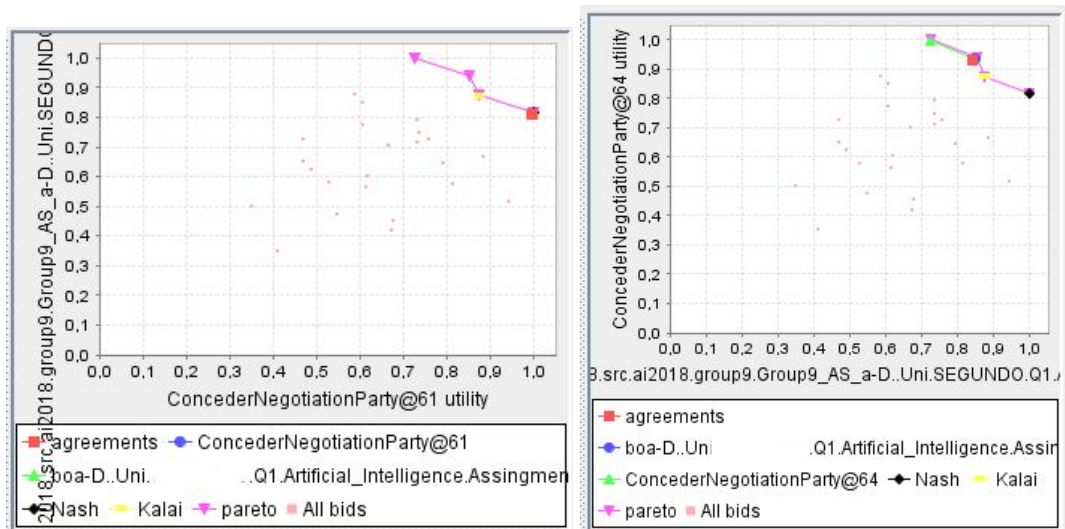 2018.src.ai2018.group9.Group9_AS_a-D..Uni.SEGUNDO
1,0
0,9
0,8
0,7
0,6
0,5
0,4
0,3
0,2
0,1
0,0
0,0 0,1 0,2 0,3 0,4 0,5 0,6 0,7 0,8 0,9 1,0
ConcederNegotiationParty@61 utility
agreements ConcederNegotiationParty@61
boa-D..Uni.. ..Q1.Artificial_Intelligence.Assingmen
Nash Kalai pareto All bids
ConcederNegotiationParty@64 utility
1,0
0,9
0,8
0,7
0,6
0,5
0,4
0,3
0,2
0,1
0,0
0,0 0,1 0,2 0,3 0,4 0,5 0,6 0,7 0,8 0,9 1,0
8.src.ai2018.group9.Group9_AS_a-D..Uni.SEGUNDO.Q1.
agreements
boa-D..Uni .Q1.Artificial_Intelligence.Assin
ConcederNegotiationParty@64 Nash Kalai
pareto All bids